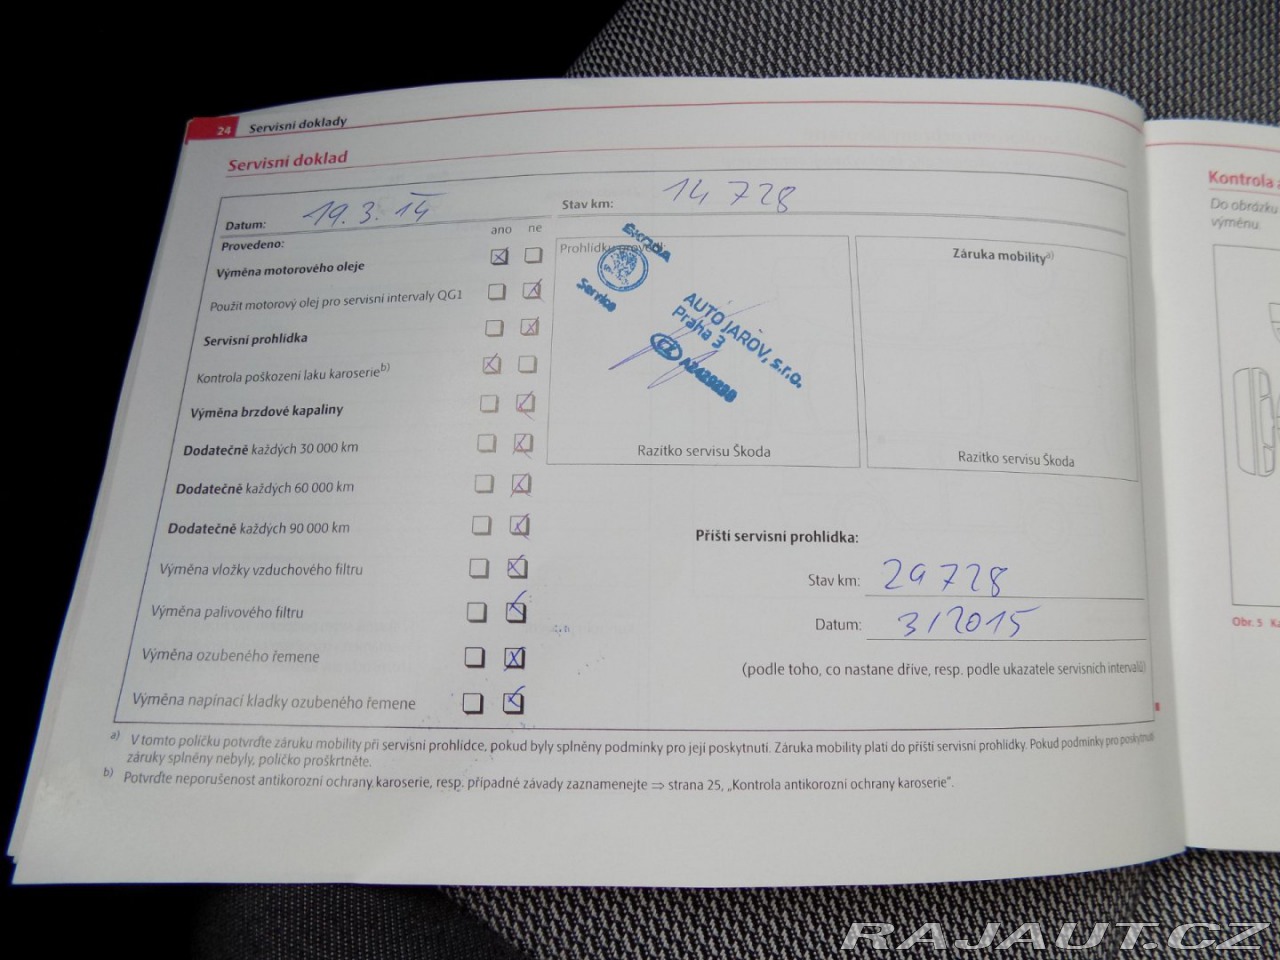 24 Servisní doklady
Servisní doklad
Datum: 19.3.14 Stav km: 14 728
ano ne
Provedeno:
Výměna motorového oleje
Použit motorový olej pro servisní intervaly QG1
Servisní prohlídka
Kontrola poškození laku karoserie b)
Výměna brzdové kapaliny
Dodatečně každých 30 000 km
Dodatečně každých 60 000 km
Dodatečně každých 90 000 km
Výměna vložky vzduchového filtru
Výměna palivového filtru
Výměna ozubeného řemene
Výměna napínací kladky ozubeného řemene
Prohlídku provedl:
ŠKODA
Service
AUTO JAROV, s.r.o.
Praha 3
CZ
Razítko servisu Škoda
Záruka mobility a)
Razítko servisu Škoda
Příští servisní prohlídka:
Stav km: 29 728
Datum: 3/2015
(podle toho, co nastane dříve, resp. podle ukazatele servisních intervalů)
a) V tomto políčku potvrďte záruku mobility při servisní prohlídce, pokud byly splněny podmínky pro její poskytnutí. Záruka mobility platí do příští servisní prohlídky. Pokud podmínky pro poskytnutí
záruky splněny nebyly, políčko proškrtněte.
b) Potvrďte neporušenost antikorozní ochrany karoserie, resp. případné závady zaznamenejte ⇒ strana 25, „Kontrola antikorozní ochrany karoserie“.
Kontrola
Do obrázku
výměnu.
Obr. 5
RAJAUT.CZ